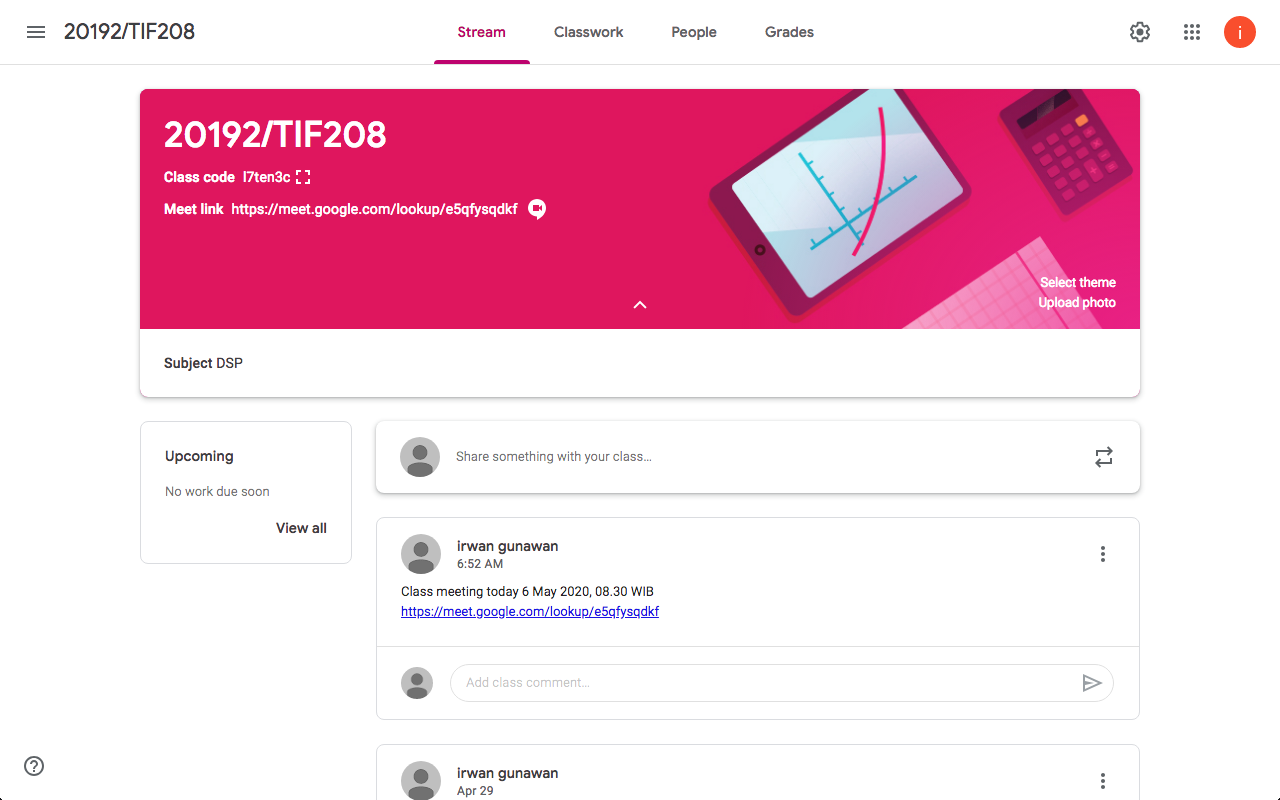 20192/TIF208
Stream
Classwork
People
Grades
i
20192/TIF208
Class code l7ten3c
Meet link https://meet.google.com/lookup/e5qfysqdkf
Select theme
Upload photo
Subject DSP
Upcoming
No work due soon
View all
Share something with your class...
irwan gunawan
6:52 AM
Class meeting today 6 May 2020, 08.30 WIB
https://meet.google.com/lookup/e5qfysqdkf
Add class comment...
irwan gunawan
Apr 29